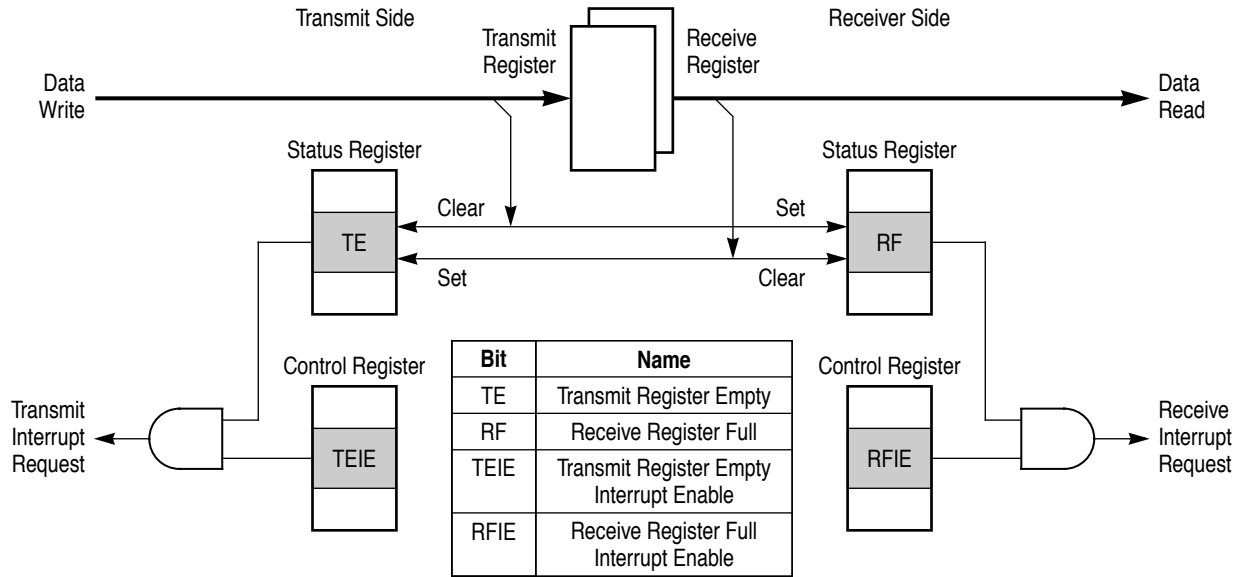 Transmit Side
Receiver Side
Transmit
Register
Receive
Register
Data
Write
Data
Read
Status Register
Status Register
Clear
Set
TE
RF
Set
Clear
Control Register
Control Register
Bit Name
TE Transmit Register Empty
RF Receive Register Full
TEIE Transmit Register Empty
Interrupt Enable
RFIE Receive Register Full
Interrupt Enable
Transmit
Interrupt
Request
TEIE
RFIE
Receive
Interrupt
Request